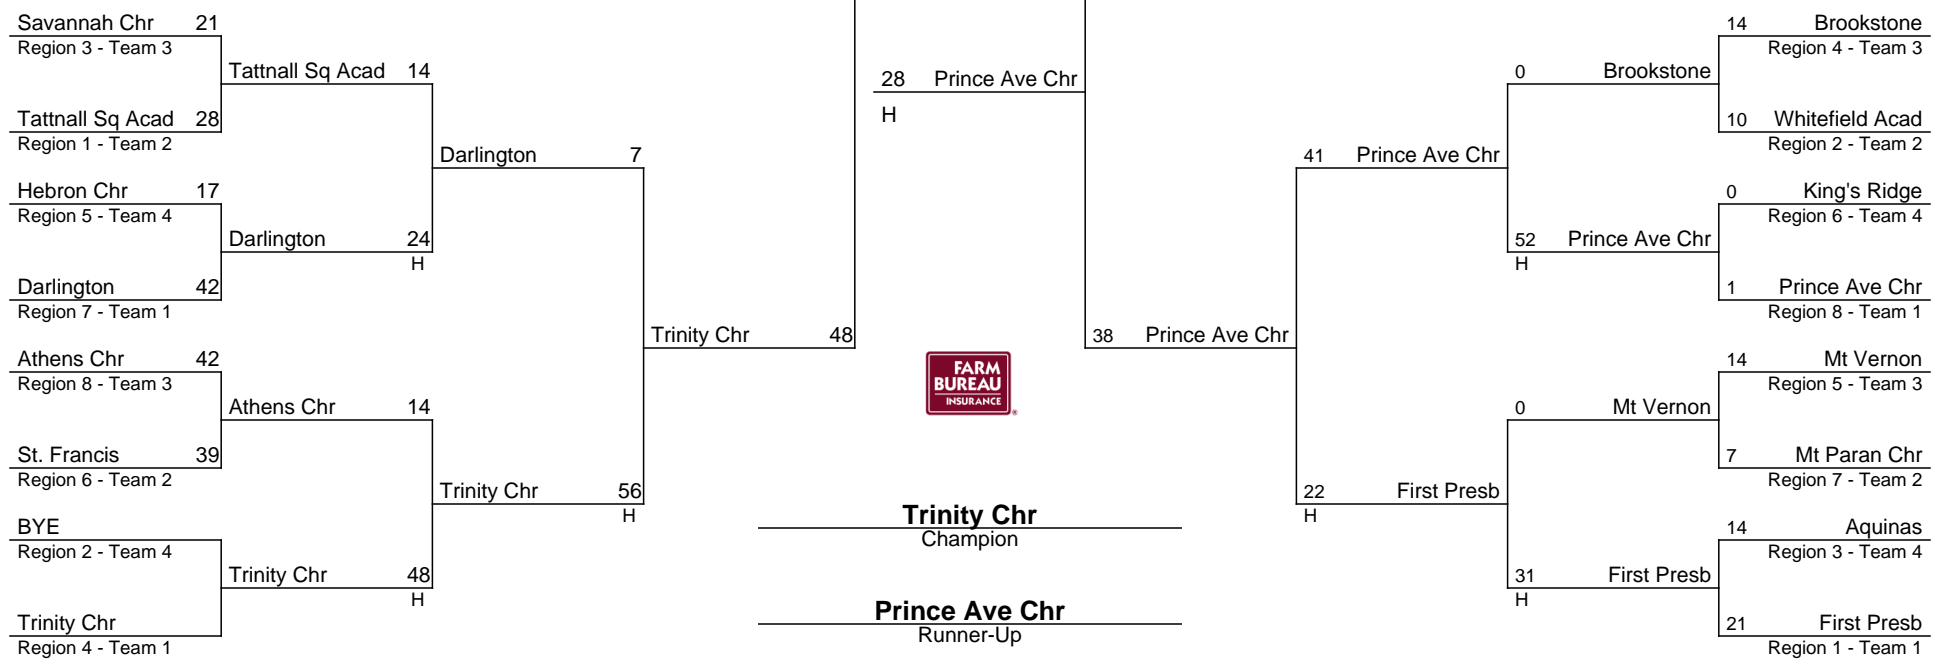 Savannah Chr 21
Region 3 - Team 3
Tattnall Sq Acad 28
Region 1 - Team 2
Hebron Chr 17
Region 5 - Team 4
Darlington 42
Region 7 - Team 1
Athens Chr 42
Region 8 - Team 3
St. Francis 39
Region 6 - Team 2
BYE
Region 2 - Team 4
Trinity Chr
Region 4 - Team 1
Tattnall Sq Acad 14
Darlington 24
H
Athens Chr 14
Trinity Chr 48
H
Darlington 7
Trinity Chr 56
H
Trinity Chr 48
28 Prince Ave Chr
H
FARM
BUREAU
INSURANCE
®
Trinity Chr
Champion
Prince Ave Chr
Runner-Up
38 Prince Ave Chr
41 Prince Ave Chr
22 First Presb
H
0 Brookstone
52 Prince Ave Chr
H
0 Mt Vernon
31 First Presb
H
14 Brookstone
Region 4 - Team 3
10 Whitefield Acad
Region 2 - Team 2
0 King's Ridge
Region 6 - Team 4
1 Prince Ave Chr
Region 8 - Team 1
14 Mt Vernon
Region 5 - Team 3
7 Mt Paran Chr
Region 7 - Team 2
14 Aquinas
Region 3 - Team 4
21 First Presb
Region 1 - Team 1